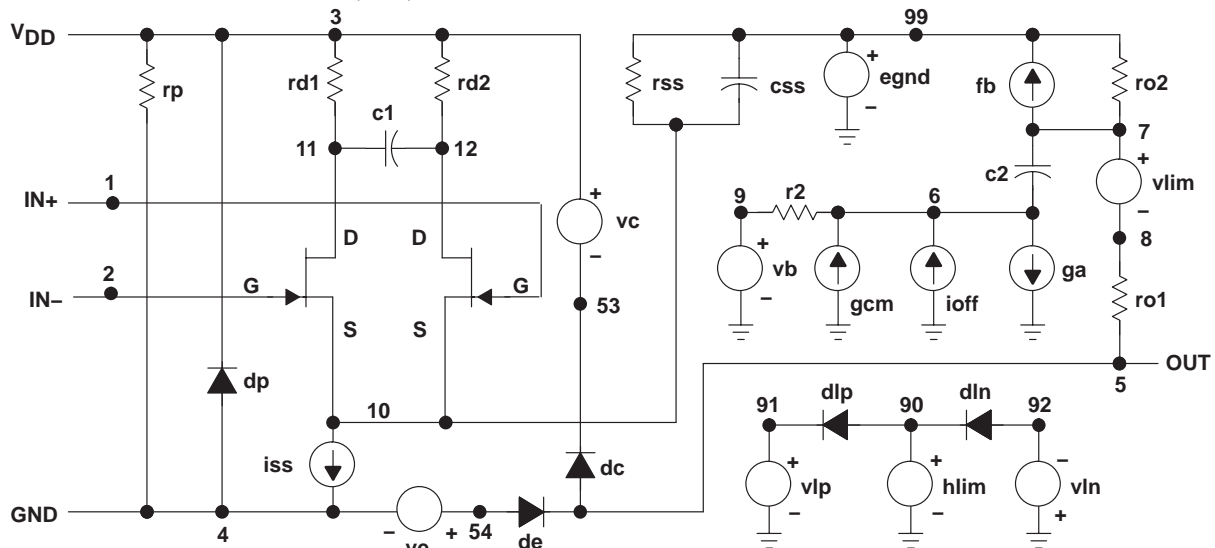 3
99
VDD
rp
rd1
rd2
rss
css
+
egnd
−
fb
ro2
c1
11
12
7
1
IN+
+
vc
−
9
r2
6
c2
+
vlim
−
8
D
D
2
IN−
G
G
53
+
vb
−
gcm
ioff
ga
ro1
S
S
OUT
5
dp
10
91
dlp
90
dln
92
iss
dc
+
vlp
−
+
hlim
−
−
vln
+
GND
4
−
+
54
de